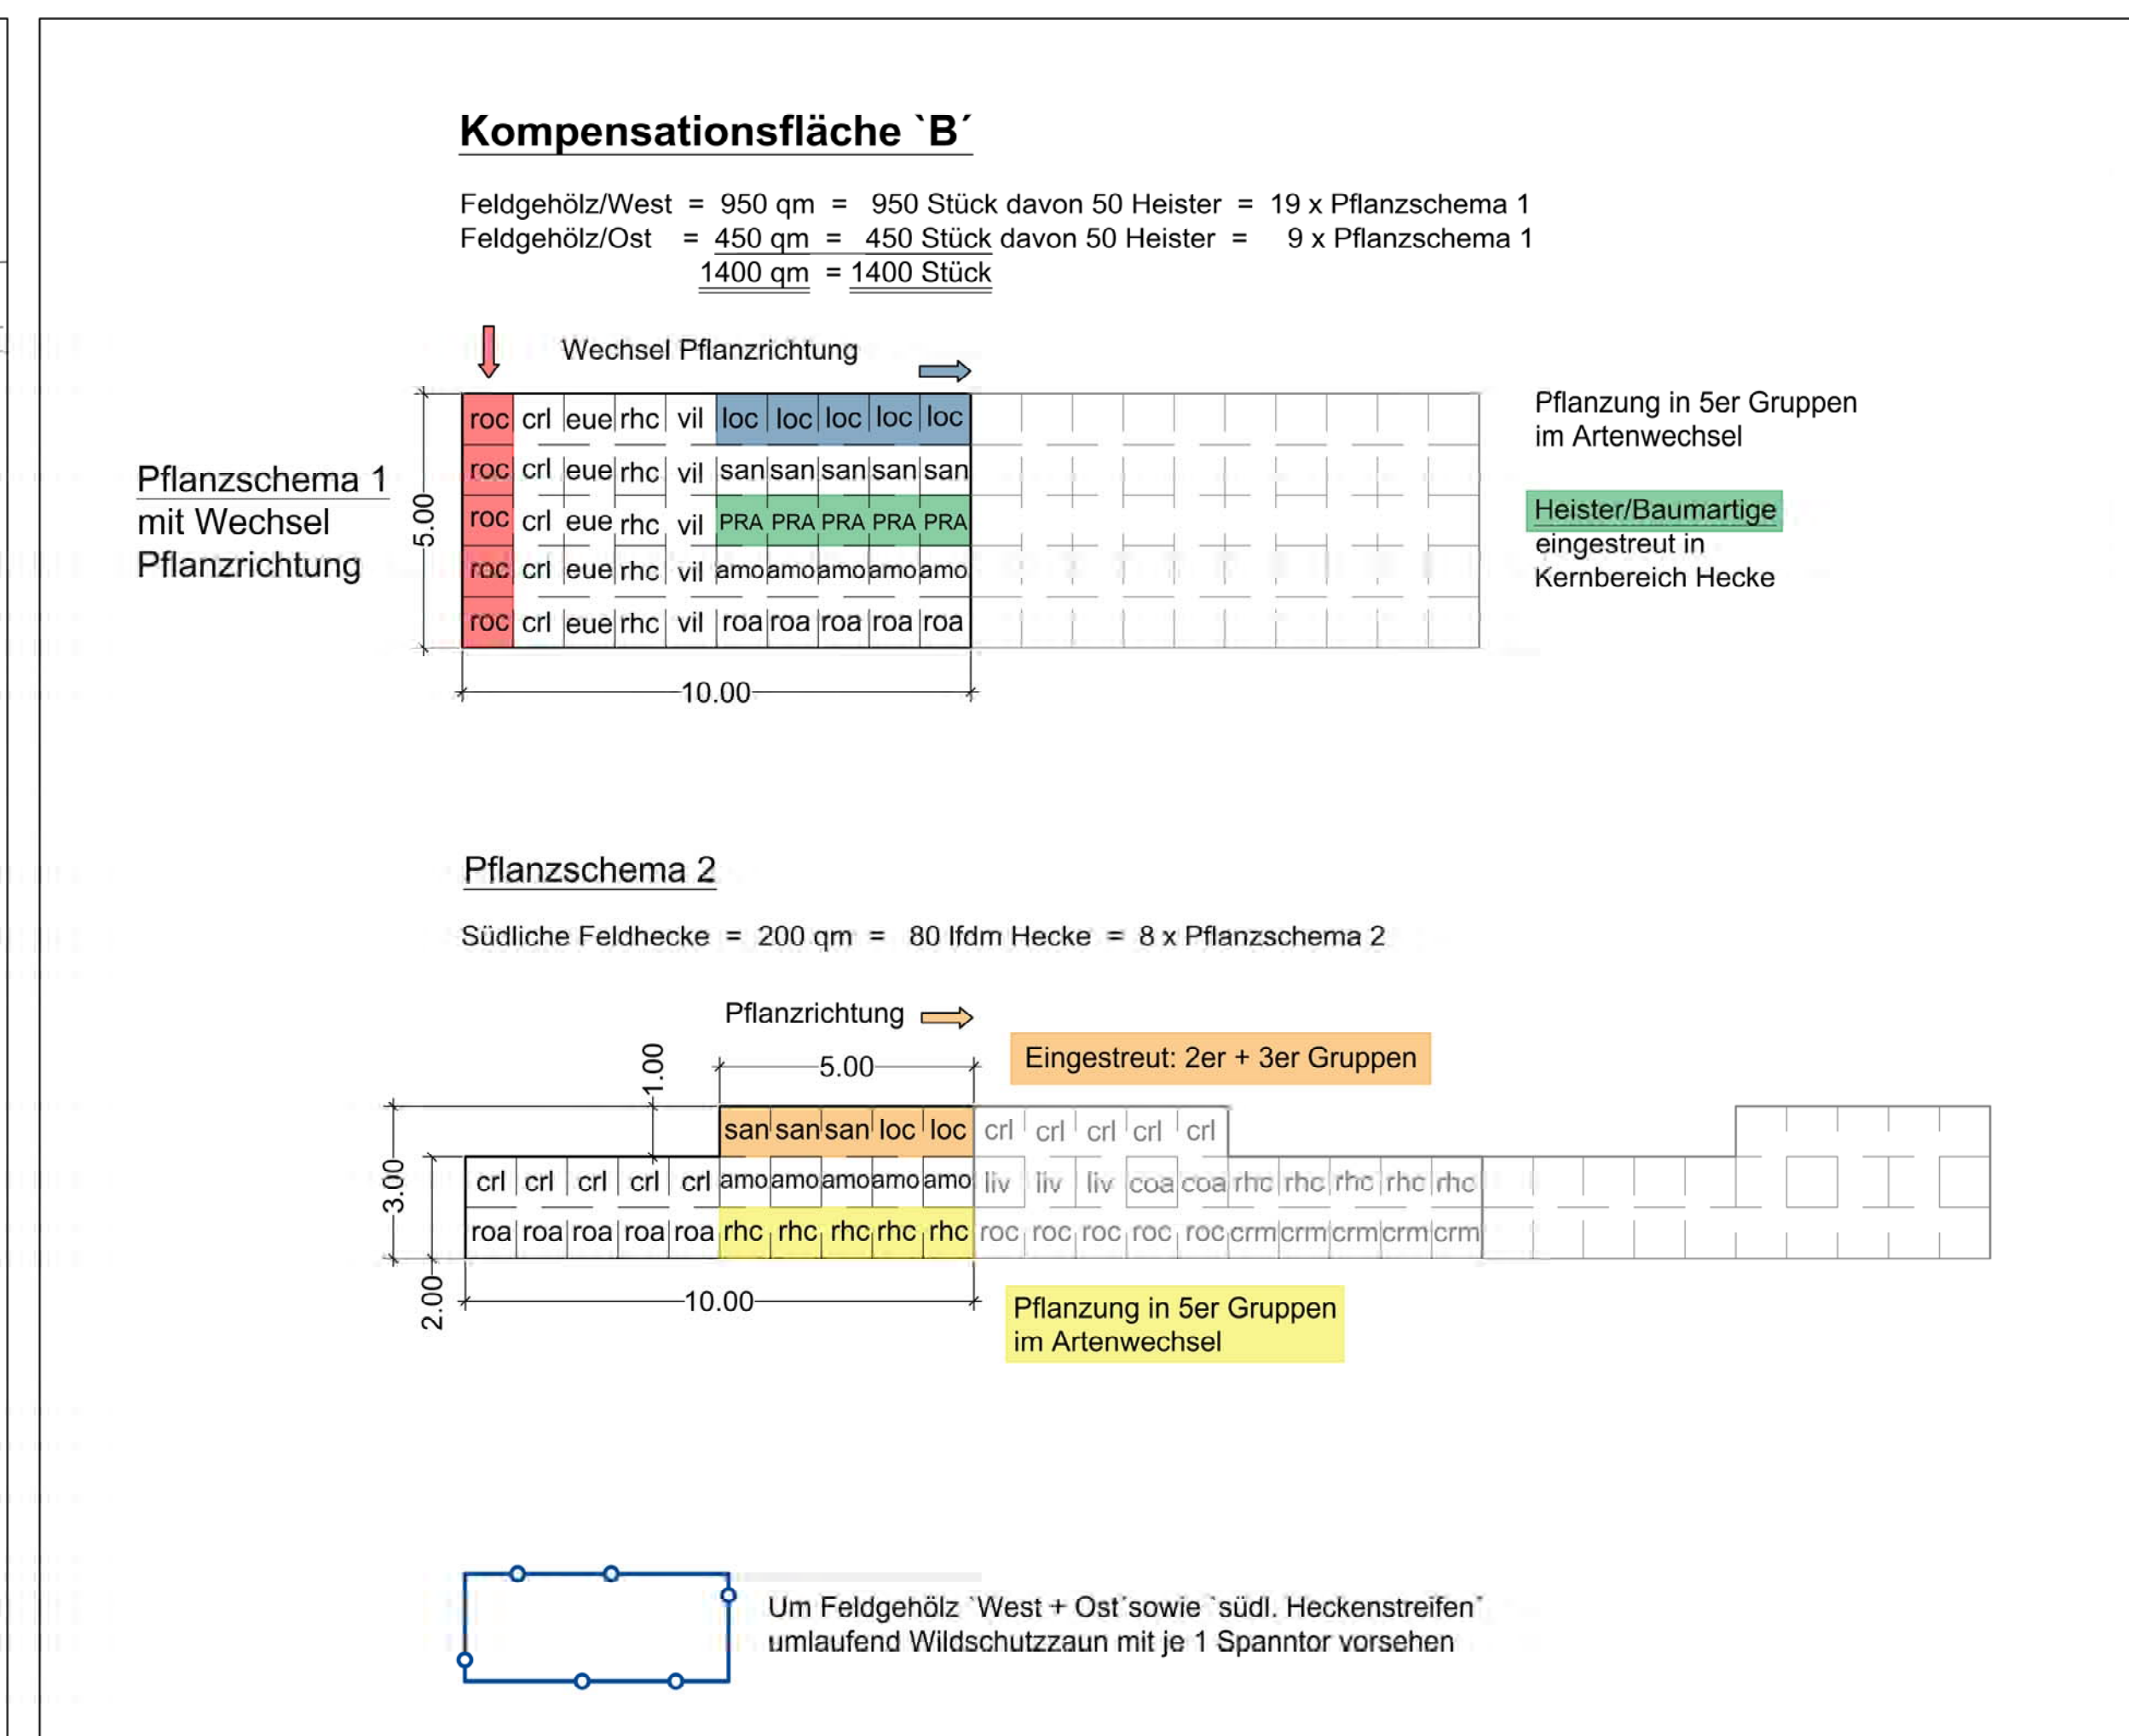 Kompensationsfläche `B´
Feldgehölz/West = 950 qm = 950 Stück davon 50 Heister = 19 x Pflanzschema 1
Feldgehölz/Ost = 450 qm = 450 Stück davon 50 Heister = 9 x Pflanzschema 1
1400 qm = 1400 Stück
Wechsel Pflanzrichtung
Pflanzschema 1
mit Wechsel
Pflanzrichtung
5.00
roc crl eue rhc vil loc loc loc loc loc
roc crl eue rhc vil san san san san san
roc crl eue rhc vil PRA PRA PRA PRA PRA
roc crl eue rhc vil amo amo amo amo amo
roc crl eue rhc vil roa roa roa roa roa
10.00
Pflanzung in 5er Gruppen
im Artenwechsel
Heister/Baumartige
eingestreut in
Kernbereich Hecke
Pflanzschema 2
Südliche Feldhecke = 200 qm = 80 lfdm Hecke = 8 x Pflanzschema 2
Pflanzrichtung
1.00
5.00
Eingestreut: 2er + 3er Gruppen
3.00
2.00
san san san loc loc crl crl crl crl crl
crl crl crl crl crl amo amo amo amo amo liv liv liv coa coa rhc rhc rhc rhc rhc
roa roa roa roa roa rhc rhc rhc rhc rhc roc roc roc roc roc crm crm crm crm crm
10.00
Pflanzung in 5er Gruppen
im Artenwechsel
Um Feldgehölz `West + Ost´sowie `südl. Heckenstreifen´
umlaufend Wildschutzzaun mit je 1 Spanntor vorsehen